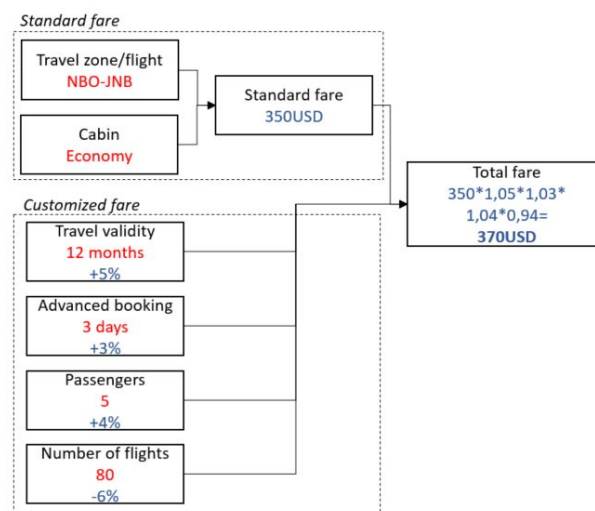 Standard fare
Travel zone/flight
NBO-JNB
Cabin
Economy
Standard fare
350USD
Total fare
350*1,05*1,03*
1,04*0,94=
370USD
Customized fare
Travel validity
12 months
+5%
Advanced booking
3 days
+3%
Passengers
5
+4%
Number of flights
80
-6%